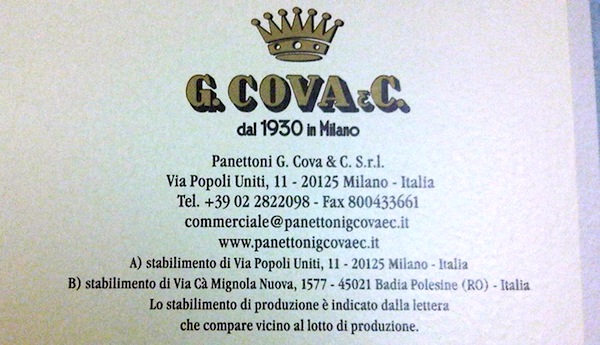 G. COVA & C.
dal 1930 in Milano
Panettoni G. Cova & C. S.r.l.
Via Popoli Uniti, 11 - 20125 Milano - Italia
Tel. +39 02 2822098 - Fax 800433661
commerciale@panettonigcovaec.it
www.panettonigcovaec.it
A) stabilimento di Via Popoli Uniti, 11 - 20125 Milano - Italia
B) stabilimento di Via Cà Mignola Nuova, 1577 - 45021 Badia Polesine (RO) - Italia
Lo stabilimento di produzione è indicato dalla lettera
che compare vicino al lotto di produzione.